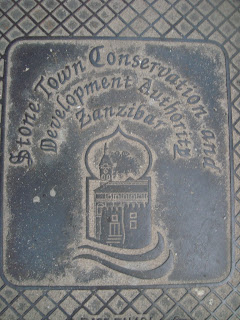 Stone Town Conservation and
Development Authority
Zanzibar